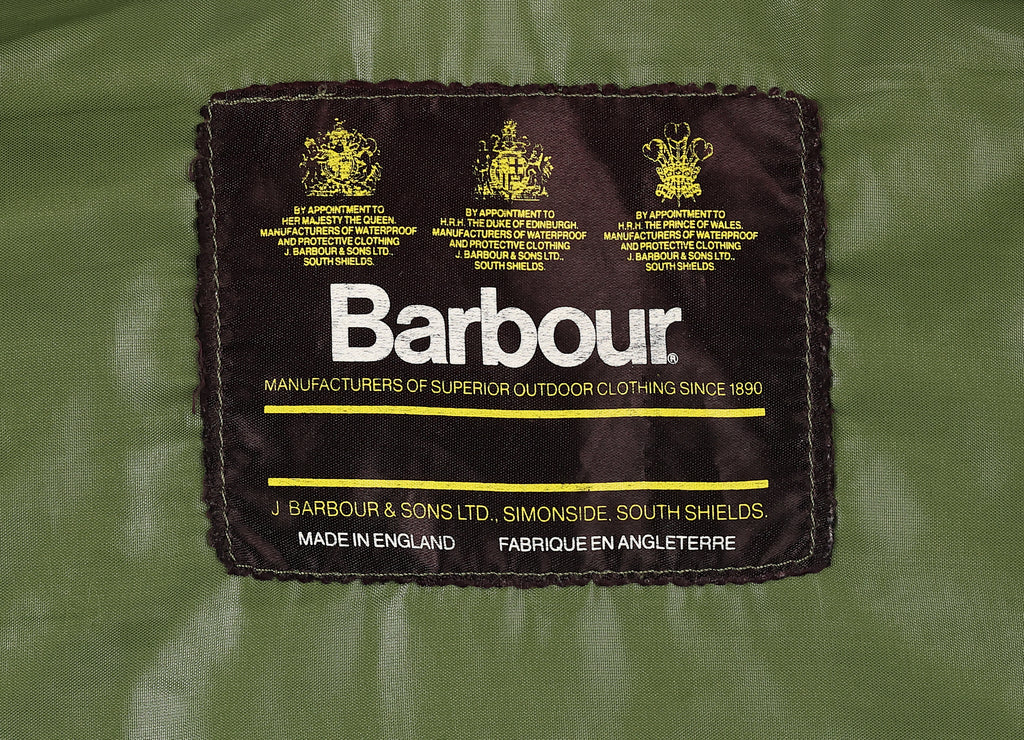 BY APPOINTMENT TO
HER MAJESTY THE QUEEN.
MANUFACTURERS OF WATERPROOF
AND PROTECTIVE CLOTHING
J. BARBOUR & SONS LTD.,
SOUTH SHIELDS.
BY APPOINTMENT TO
H.R.H. THE DUKE OF EDINBURGH.
MANUFACTURERS OF WATERPROOF
AND PROTECTIVE CLOTHING
J. BARBOUR & SONS LTD.,
SOUTH SHIELDS.
BY APPOINTMENT TO
H.R.H. THE PRINCE OF WALES.
MANUFACTURERS OF WATERPROOF
AND PROTECTIVE CLOTHING
J. BARBOUR & SONS LTD.,
SOUTH SHIELDS.
Barbour®
MANUFACTURERS OF SUPERIOR OUTDOOR CLOTHING SINCE 1890
J BARBOUR & SONS LTD., SIMONSIDE. SOUTH SHIELDS.
MADE IN ENGLAND FABRIQUE EN ANGLETERRE